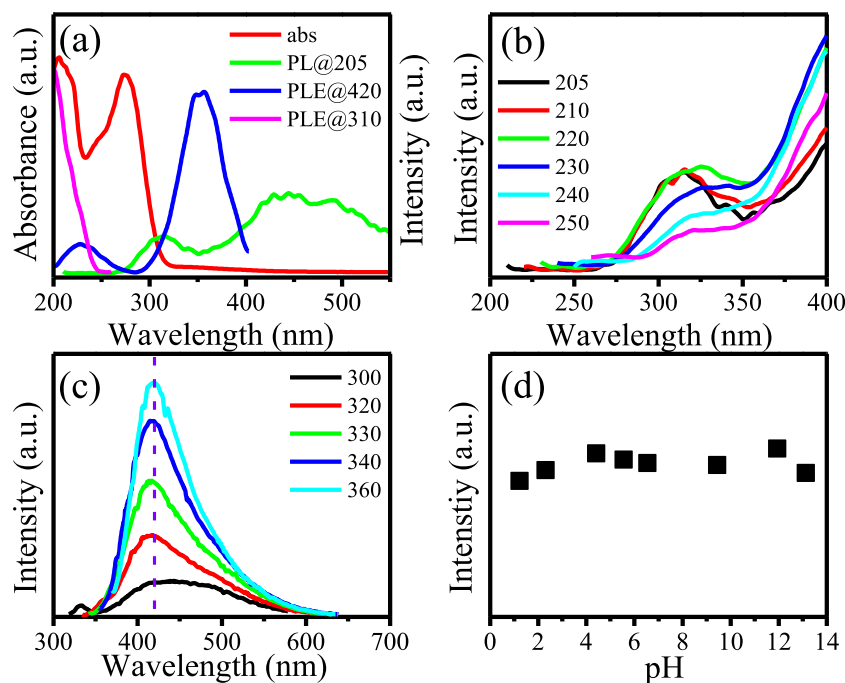 (a)
abs
PL@205
PLE@420
PLE@310
Absorbance (a.u.)
Intensity (a.u.)
200 300 400 500
Wavelength (nm)
(b)
205
210
220
230
240
250
Intensity (a.u.)
200 250 300 350 400
Wavelength (nm)
(c)
300
320
330
340
360
Intensity (a.u.)
300 400 500 600 700
Wavelength (nm)
(d)
Intenstiy (a.u.)
0 2 4 6 8 10 12 14
pH